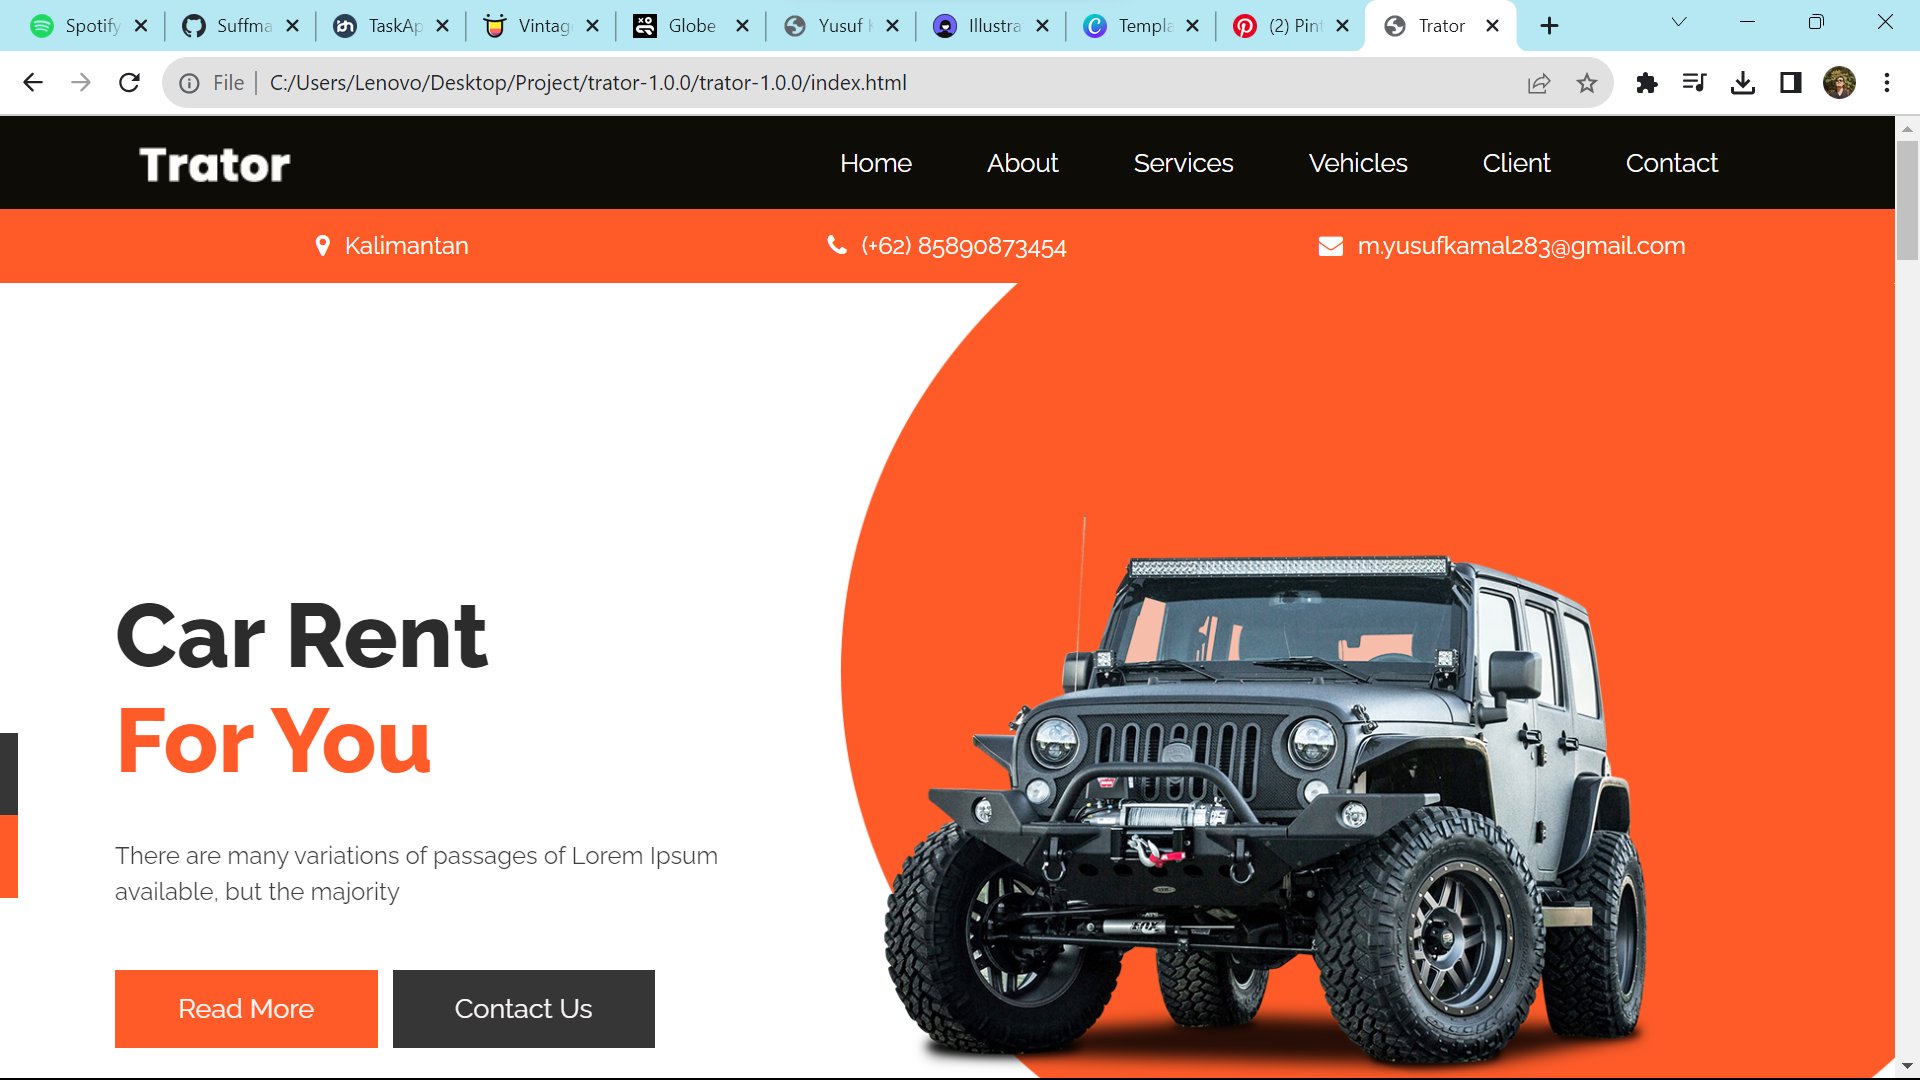 Spotify Suffma TaskAp Vintag Globe Yusuf Illustra Templa (2) Pin Trator
File C:/Users/Lenovo/Desktop/Project/trator-1.0.0/trator-1.0.0/index.html
Trator Home About Services Vehicles Client Contact
Kalimantan (+62) 85890873454 m.yusufkamal283@gmail.com
Car Rent
For You
There are many variations of passages of Lorem Ipsum
available, but the majority
Read More Contact Us
FOX